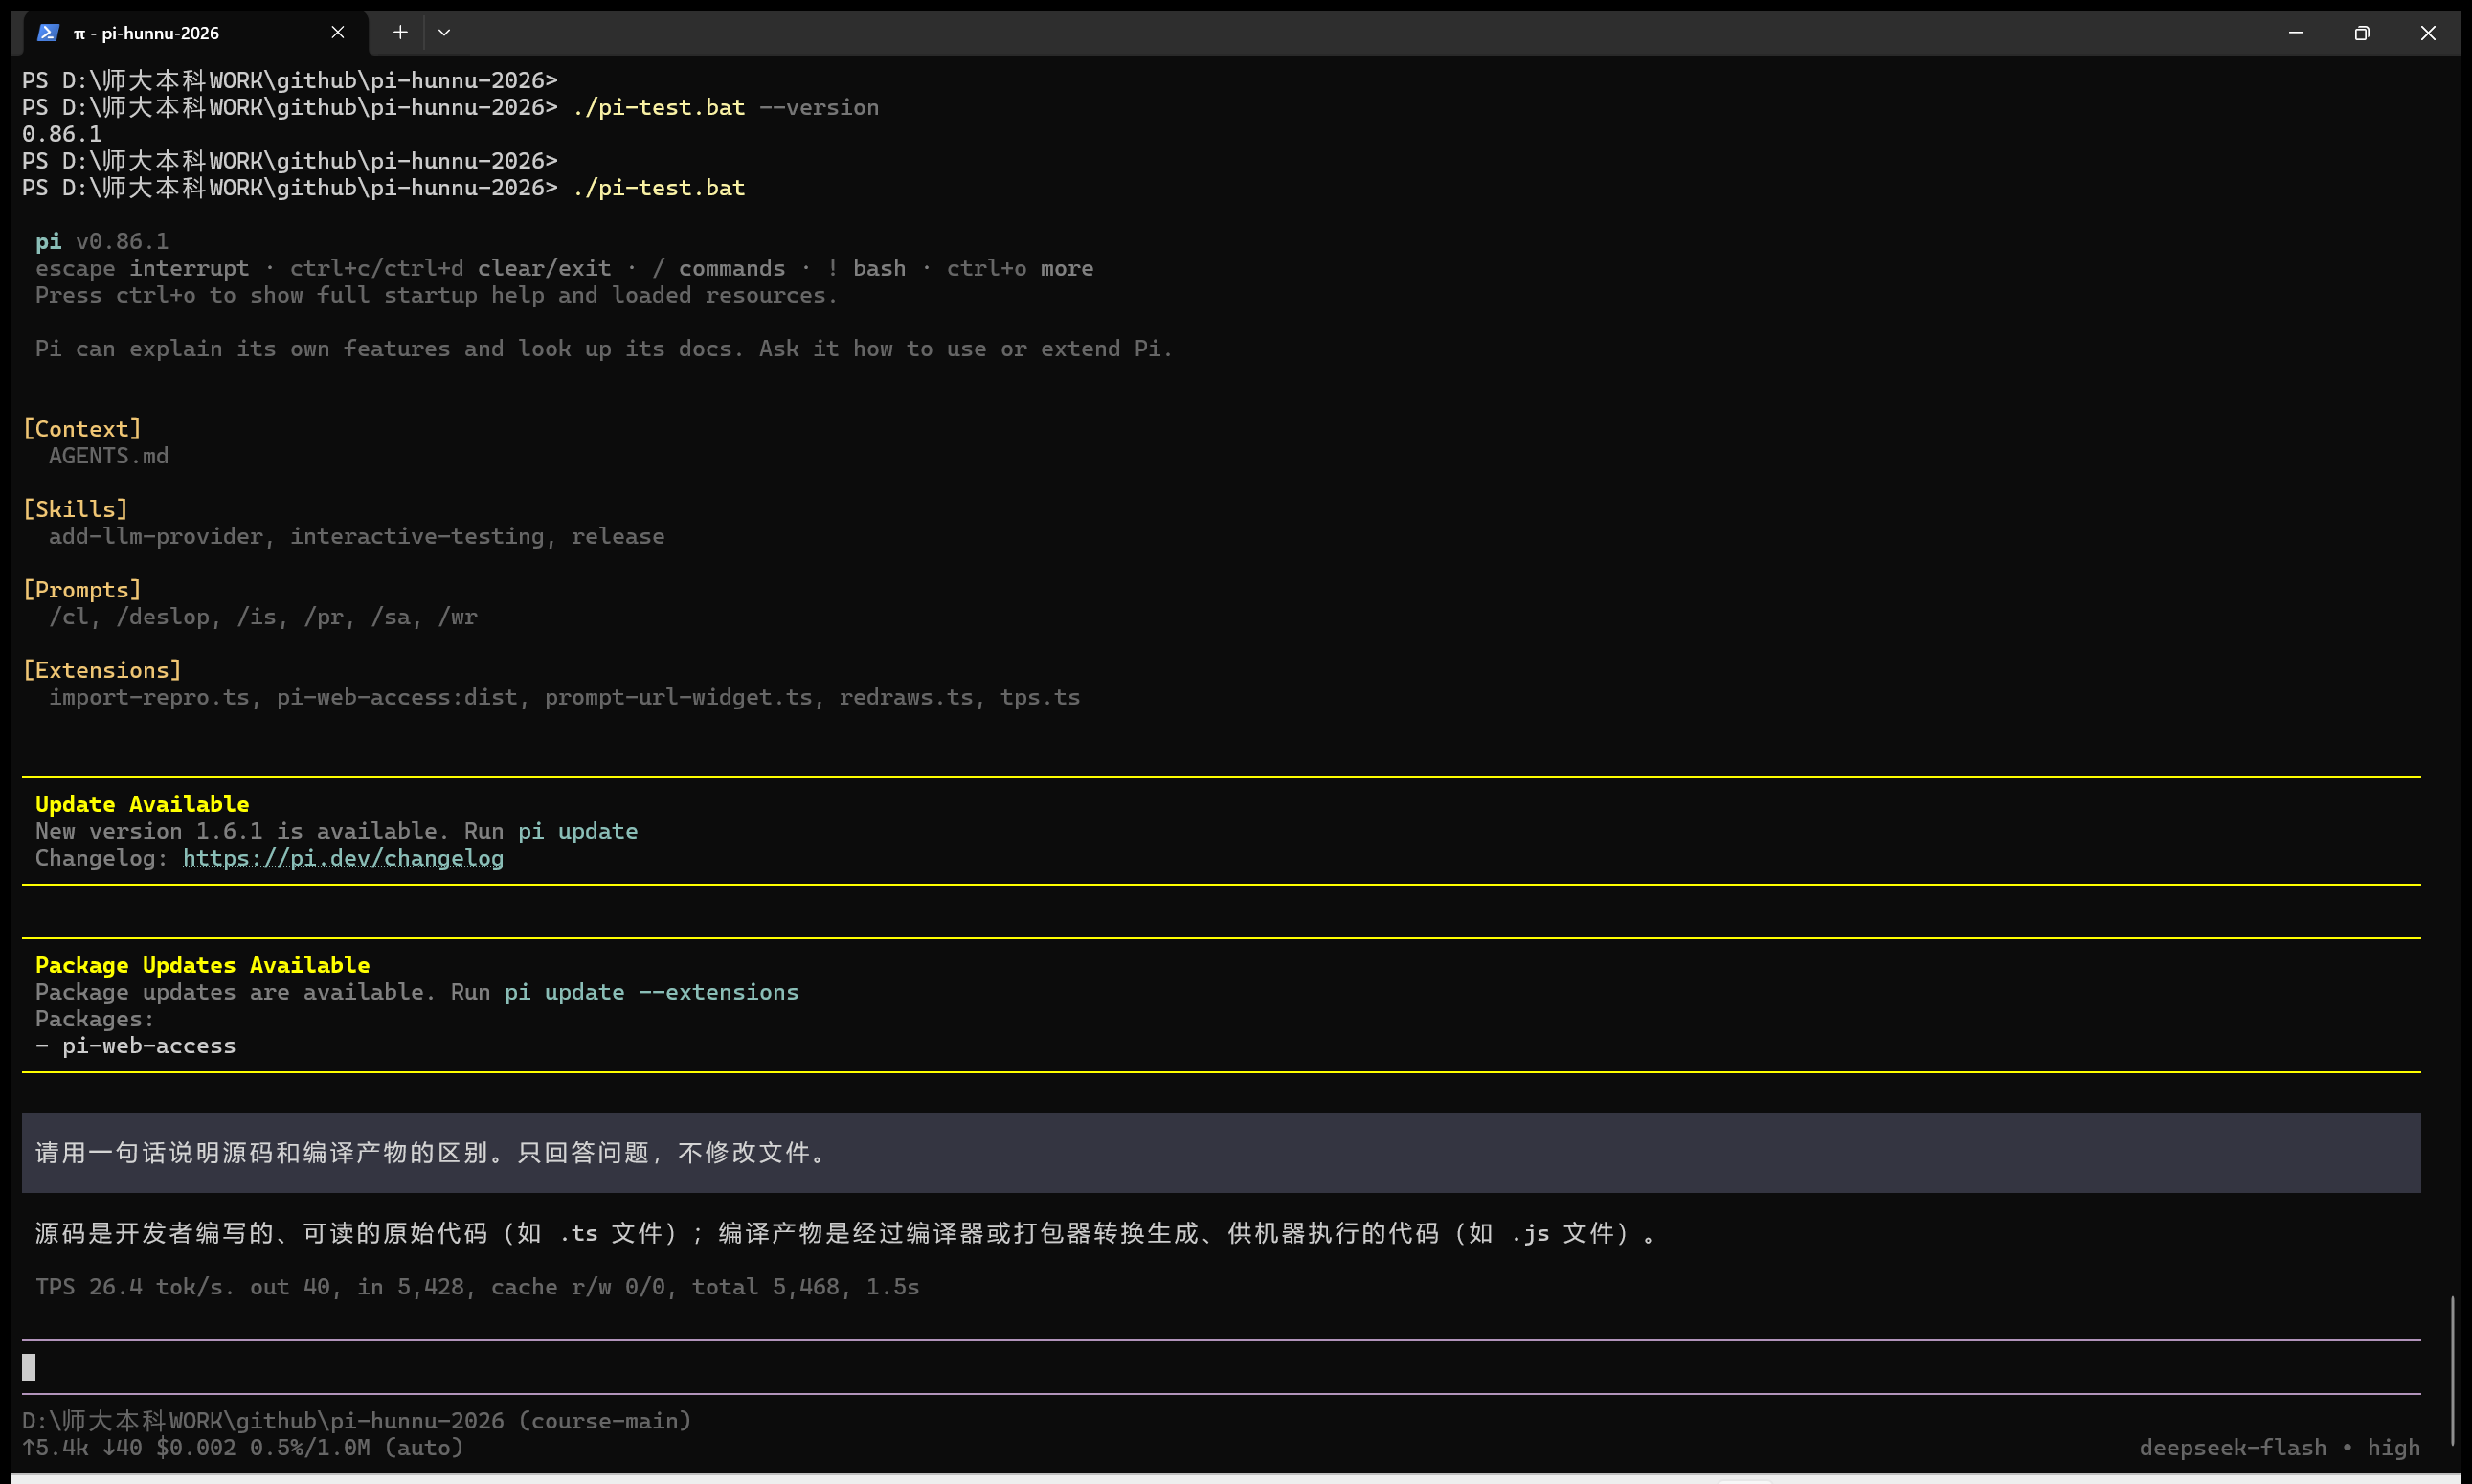 π - pi-hunnu-2026
PS D:\师大本科WORK\github\pi-hunnu-2026>
PS D:\师大本科WORK\github\pi-hunnu-2026> ./pi-test.bat --version
0.86.1
PS D:\师大本科WORK\github\pi-hunnu-2026>
PS D:\师大本科WORK\github\pi-hunnu-2026> ./pi-test.bat
pi v0.86.1
escape interrupt · ctrl+c/ctrl+d clear/exit · / commands · ! bash · ctrl+o more
Press ctrl+o to show full startup help and loaded resources.
Pi can explain its own features and look up its docs. Ask it how to use or extend Pi.
[Context]
AGENTS.md
[Skills]
add-llm-provider, interactive-testing, release
[Prompts]
/cl, /deslop, /is, /pr, /sa, /wr
[Extensions]
import-repro.ts, pi-web-access:dist, prompt-url-widget.ts, redraws.ts, tps.ts
Update Available
New version 1.6.1 is available. Run pi update
Changelog: https://pi.dev/changelog
Package Updates Available
Package updates are available. Run pi update --extensions
Packages:
- pi-web-access
请用一句话说明源码和编译产物的区别。只回答问题，不修改文件。
源码是开发者编写的、可读的原始代码（如 .ts 文件）；编译产物是经过编译器或打包器转换生成、供机器执行的代码（如 .js 文件）。
TPS 26.4 tok/s. out 40, in 5,428, cache r/w 0/0, total 5,468, 1.5s
D:\师大本科WORK\github\pi-hunnu-2026 (course-main)
↑5.4k ↓40 $0.002 0.5%/1.0M (auto) deepseek-flash • high